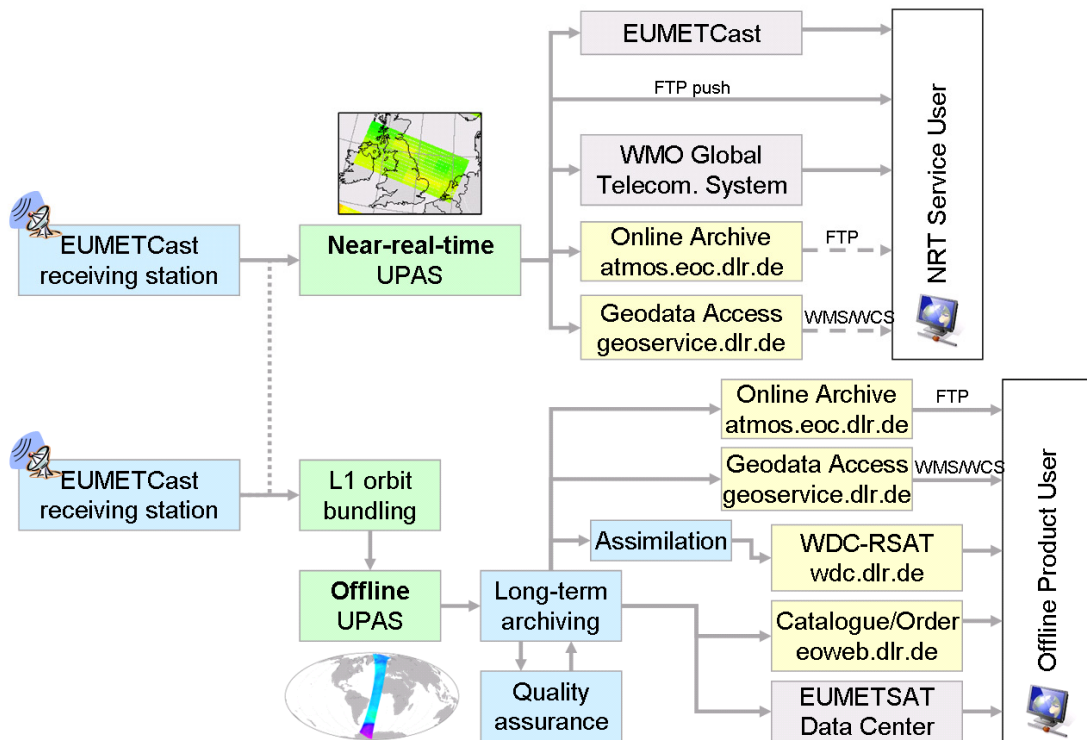 EUMETCast
FTP push
WMO Global
Telecom. System
Online Archive
atmos.eoc.dlr.de
FTP
Geodata Access
geoservice.dlr.de
WMS/WCS
NRT Service User
EUMETCast
receiving station
Near-real-time
UPAS
EUMETCast
receiving station
L1 orbit
bundling
Offline
UPAS
Long-term
archiving
Quality
assurance
Online Archive
atmos.eoc.dlr.de
FTP
Geodata Access
geoservice.dlr.de
WMS/WCS
Assimilation
WDC-RSAT
wdc.dlr.de
Catalogue/Order
eoweb.dlr.de
EUMETSAT
Data Center
Offline Product User